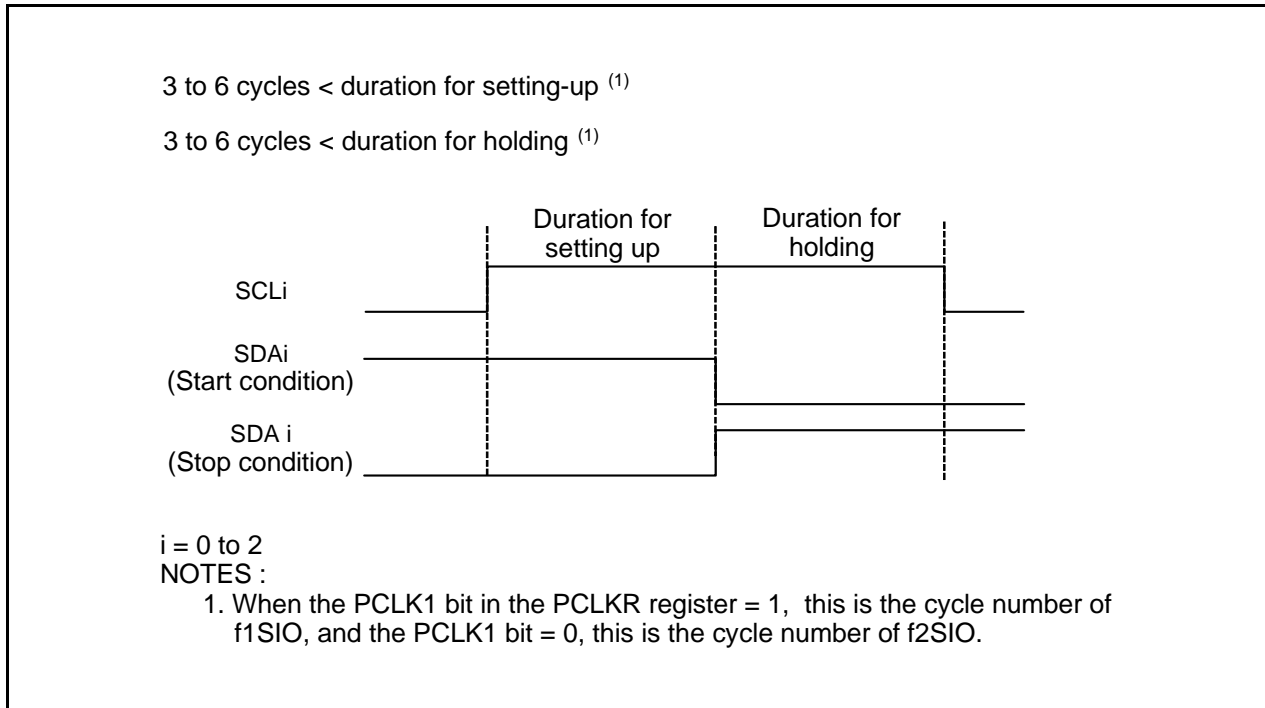 3 to 6 cycles < duration for setting-up (1)
3 to 6 cycles < duration for holding (1)
Duration for
setting up
Duration for
holding
SCLi
SDAi
(Start condition)
SDA i
(Stop condition)
i = 0 to 2
NOTES :
1. When the PCLK1 bit in the PCLKR register = 1, this is the cycle number of
f1SIO, and the PCLK1 bit = 0, this is the cycle number of f2SIO.